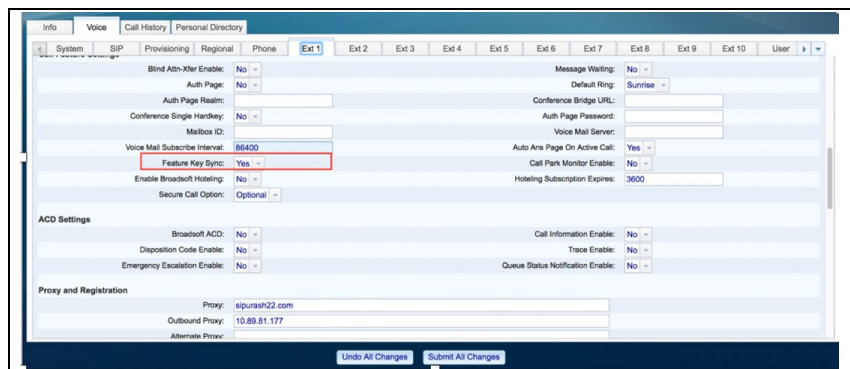 Info Voice Call History Personal Directory
System SIP Provisioning Regional Phone Ext 1 Ext 2 Ext 3 Ext 4 Ext 5 Ext 6 Ext 7 Ext 8 Ext 9 Ext 10 User
Call Feature Settings
Blind Attn-Xfer Enable: No Message Waiting: No
Auth Page: No Default Ring: Sunrise
Auth Page Realm: Conference Bridge URL:
Conference Single Hardkey: No Auth Page Password:
Mailbox ID: Voice Mail Server:
Voice Mail Subscribe Interval: 86400 Auto Ans Page On Active Call: Yes
Feature Key Sync: Yes Call Park Monitor Enable: No
Enable Broadsoft Hoteling: No Hoteling Subscription Expires: 3600
Secure Call Option: Optional
ACD Settings
Broadsoft ACD: No Call Information Enable: No
Disposition Code Enable: No Trace Enable: No
Emergency Escalation Enable: No Queue Status Notification Enable: No
Proxy and Registration
Proxy: sipurash22.com
Outbound Proxy: 10.89.81.177
Alternate Proxy:
Undo All Changes Submit All Changes